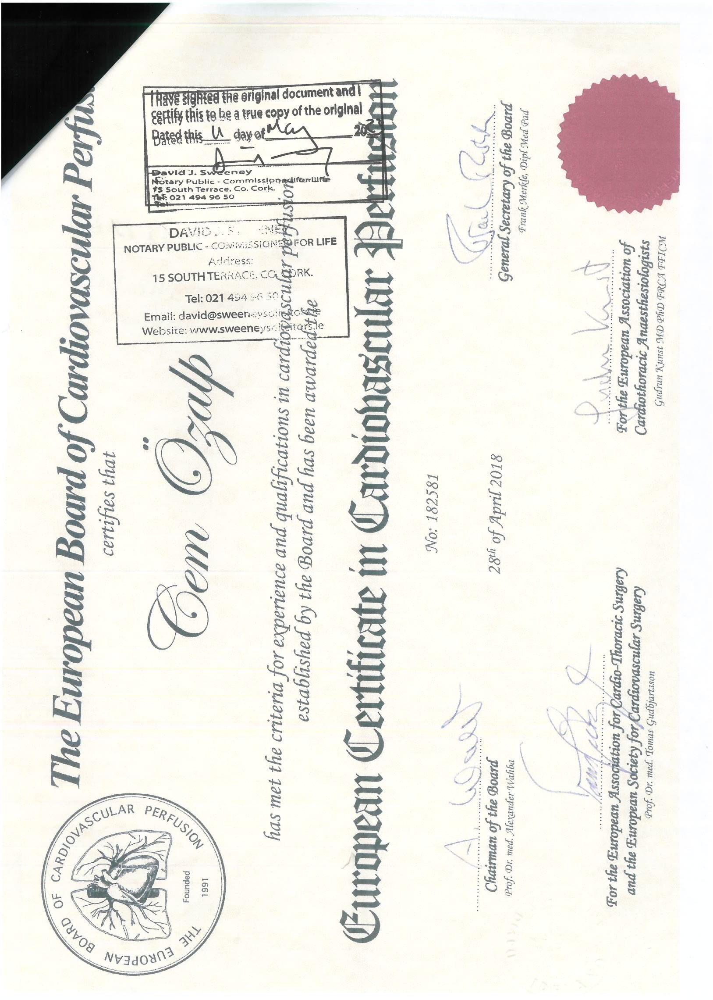 THE EUROPEAN BOARD OF CARDIOVASCULAR PERFUSION
Founded
1991
The European Board of Cardiovascular Perfus
certifies that
Cem Özalp
has met the criteria for experience and qualifications in cardiovascular perfusion
established by the Board and has been awarded the
European Certificate in Cardiovascular Perfusion
No: 182581
28th of April 2018
Chairman of the Board
Prof. Dr. med. Alexander Wahba
General Secretary of the Board
Frank Merkle, Dipl Med Pad
For the European Association for Cardio-Thoracic Surgery
and the European Society for Cardiovascular Surgery
Prof. Dr. med. Tomas Gudbjartsson
For the European Association of
Cardiothoracic Anaesthesiologists
Gudrun Kunst MD PhD FRCA FFICM
I have sighted the original document and I
certify this to be a true copy of the original
Dated this 11 day of May 20
David J. Sweeney
Notary Public - Commissioned for Life
15 South Terrace, Co. Cork.
Tel: 021 494 96 50
DAVID J.
NOTARY PUBLIC - COMMISSIONED FOR LIFE
Address:
15 SOUTH TERRACE, CO. CORK.
Tel: 021 494 96 50
Email: david@sweeneysolicitors.ie
Website: www.sweeneysolicitors.ie